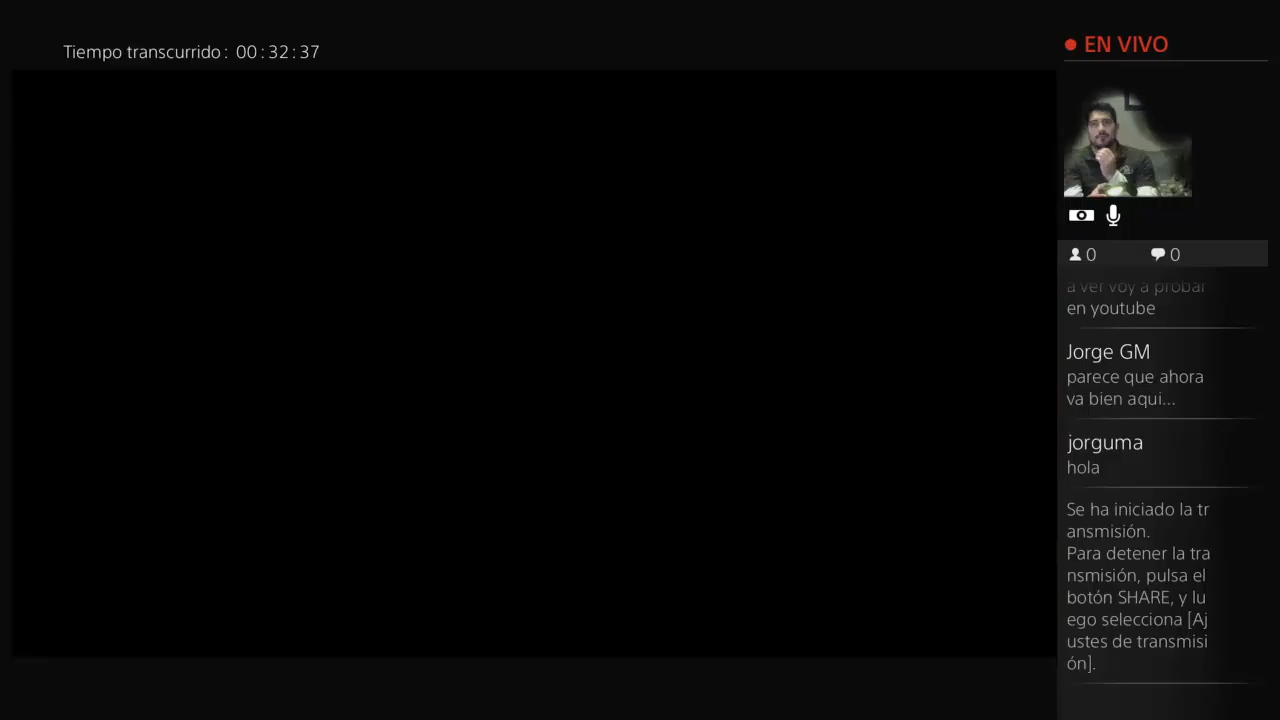 Tiempo transcurrido: 00:32:37
EN VIVO
0 0
a ver voy a probar
en youtube
Jorge GM
parece que ahora
va bien aqui...
jorguma
hola
Se ha iniciado la tr
ansmisión.
Para detener la tra
nsmisión, pulsa el
botón SHARE, y lu
ego selecciona [Aj
ustes de transmisi
ón].